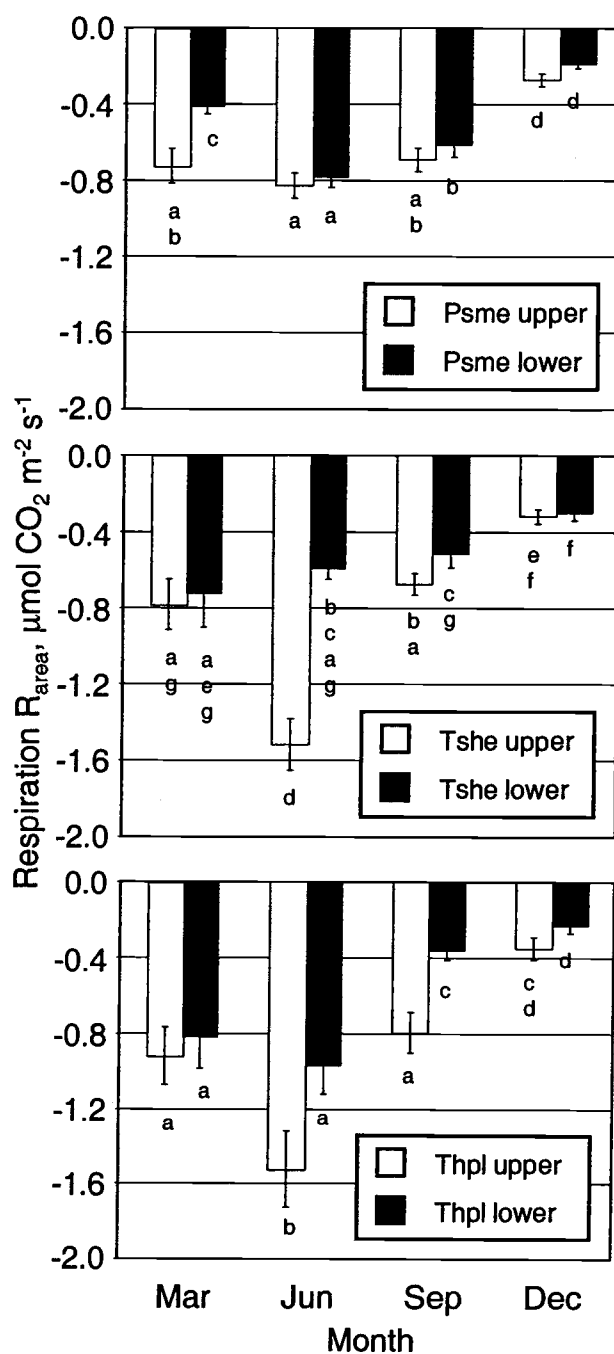 Respiration R_area, µmol CO₂ m⁻² s⁻¹
0.0
-0.4
-0.8
-1.2
-1.6
-2.0
a
b
c
a
a
a
b
b
d
d
Psme upper
Psme lower
0.0
-0.4
-0.8
-1.2
-1.6
-2.0
a
g
a
e
g
d
b
c
a
g
b
a
c
g
e
f
f
Tshe upper
Tshe lower
0.0
-0.4
-0.8
-1.2
-1.6
-2.0
a
a
b
a
a
c
c
d
d
Thpl upper
Thpl lower
Mar Jun Sep Dec
Month